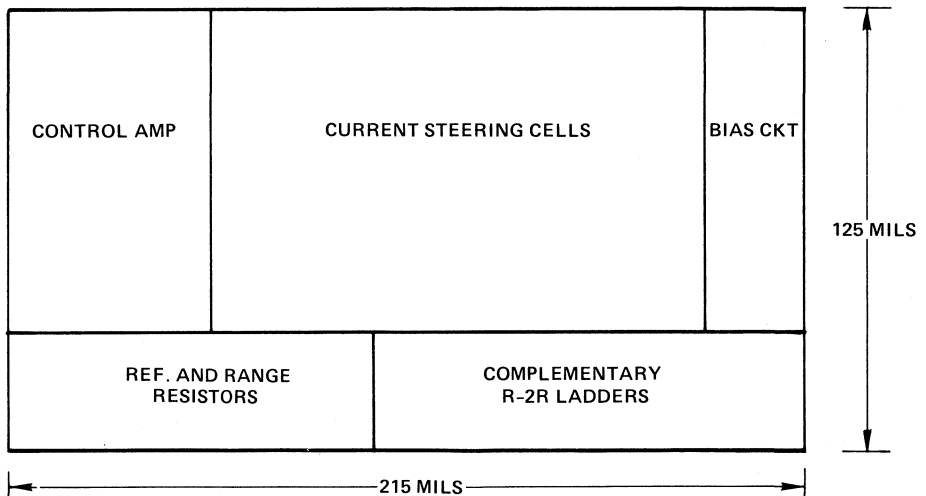 CONTROL AMP
CURRENT STEERING CELLS
BIAS CKT
125 MILS
REF. AND RANGE
RESISTORS
COMPLEMENTARY
R-2R LADDERS
215 MILS